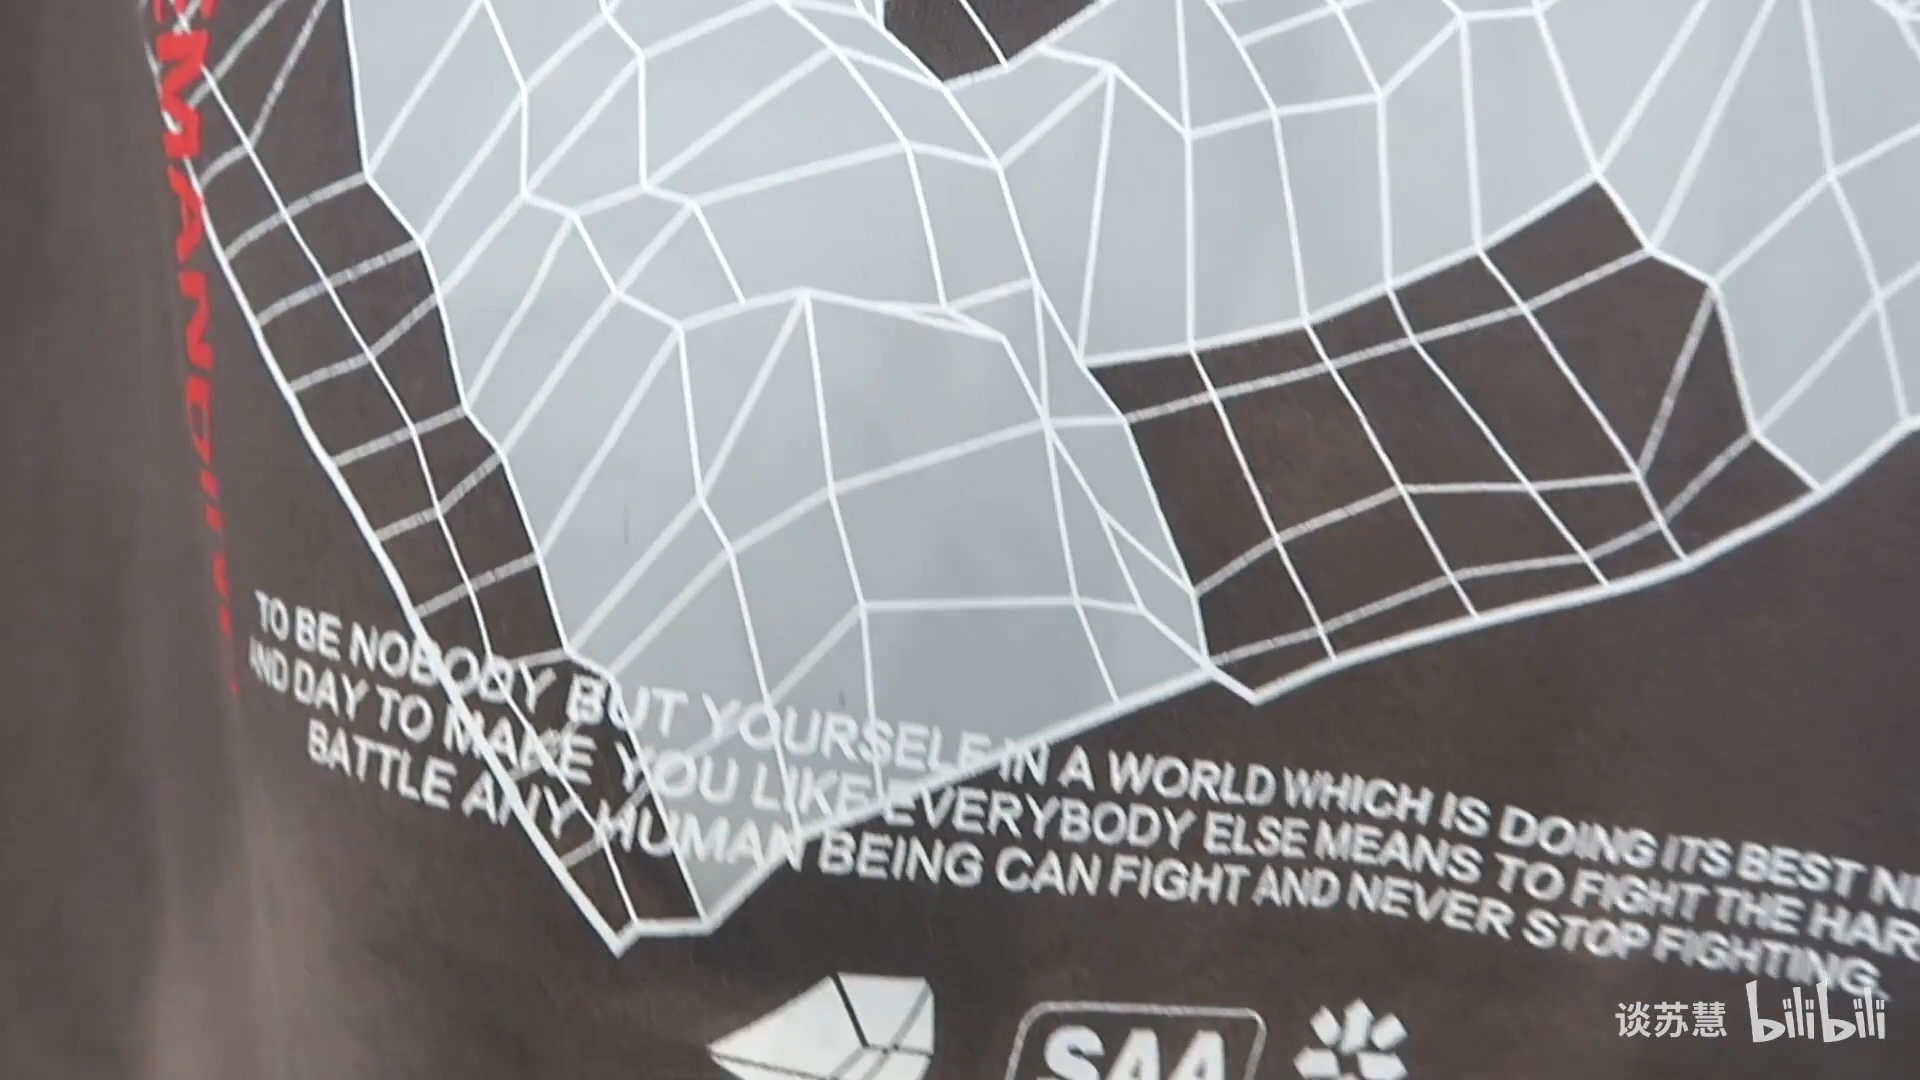 TO BE NOBODY BUT YOURSELF IN A WORLD WHICH IS DOING ITS BEST
AND DAY TO MAKE YOU LIKE EVERYBODY ELSE MEANS TO FIGHT THE
BATTLE ANY HUMAN BEING CAN FIGHT AND NEVER STOP FIGHTING.
SAA
谈苏慧 bilibili